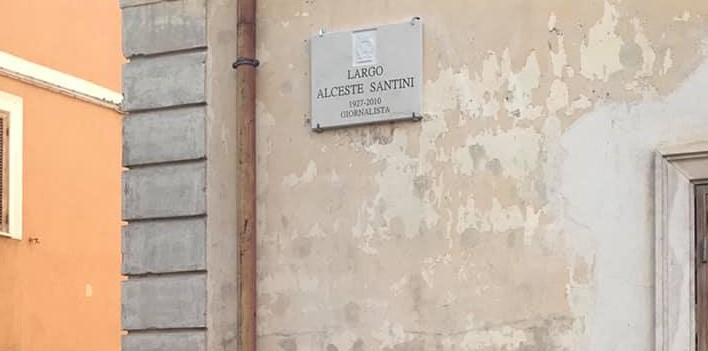 LARGO
ALCESTE SANTINI
1927-2010
GIORNALISTA